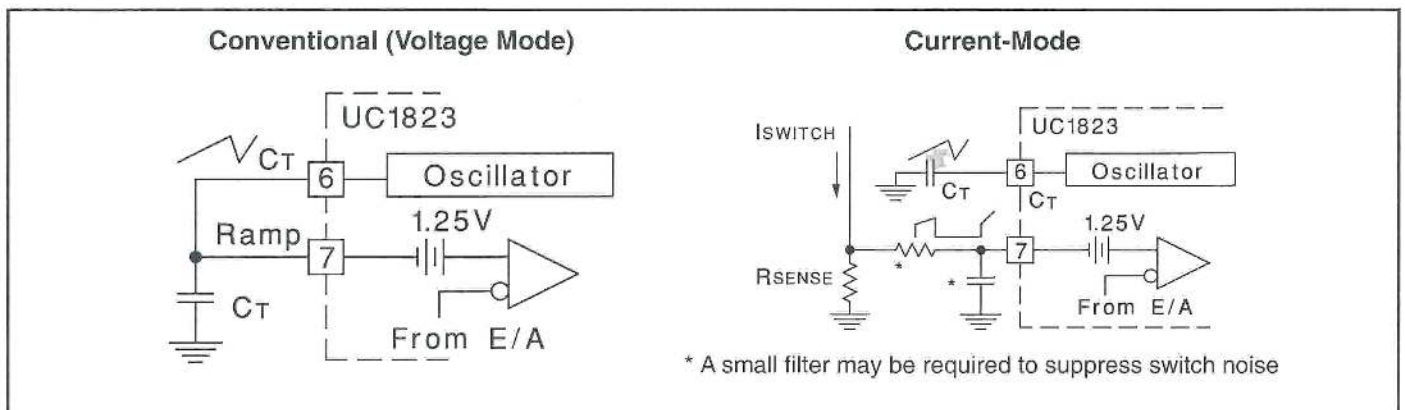 Conventional (Voltage Mode)
UC1823
CT
6
Oscillator
1.25V
Ramp
7
CT
From E/A
Current-Mode
UC1823
ISWITCH
6
Oscillator
CT
CT
1.25V
7
*
RSENSE
*
From E/A
* A small filter may be required to suppress switch noise